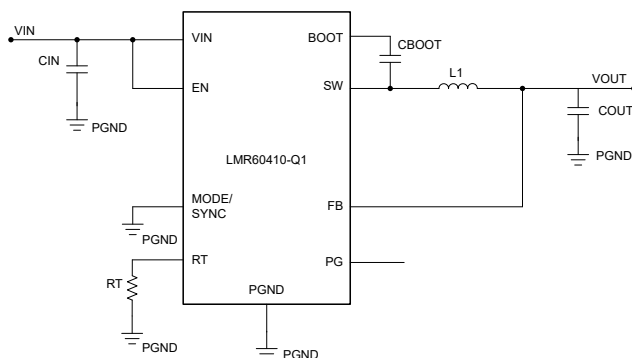 VIN
VIN
BOOT
CBOOT
CIN
L1
VOUT
EN
SW
COUT
PGND
PGND
LMR60410-Q1
MODE/
SYNC
FB
PGND
RT
PG
RT
PGND
PGND
PGND